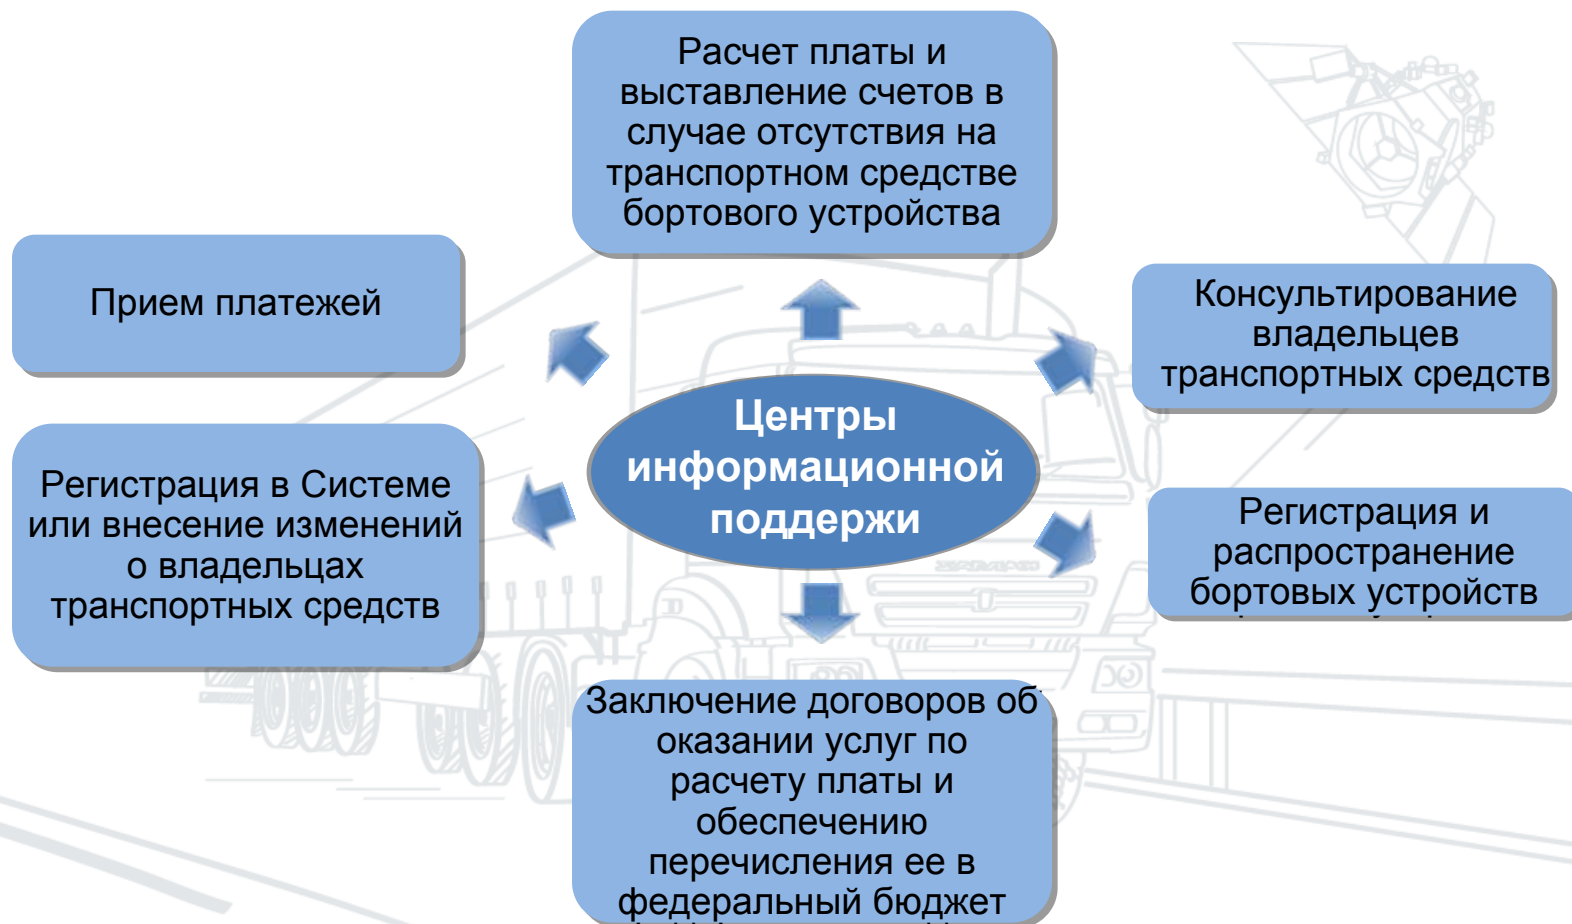 Расчет платы и
выставление счетов в
случае отсутствия на
транспортном средстве
бортового устройства
Прием платежей
Консультирование
владельцев
транспортных средств
Центры
информационной
поддержи
Регистрация в Системе
или внесение изменений
о владельцах
транспортных средств
Регистрация и
распространение
бортовых устройств
Заключение договоров об
оказании услуг по
расчету платы и
обеспечению
перечисления ее в
федеральный бюджет